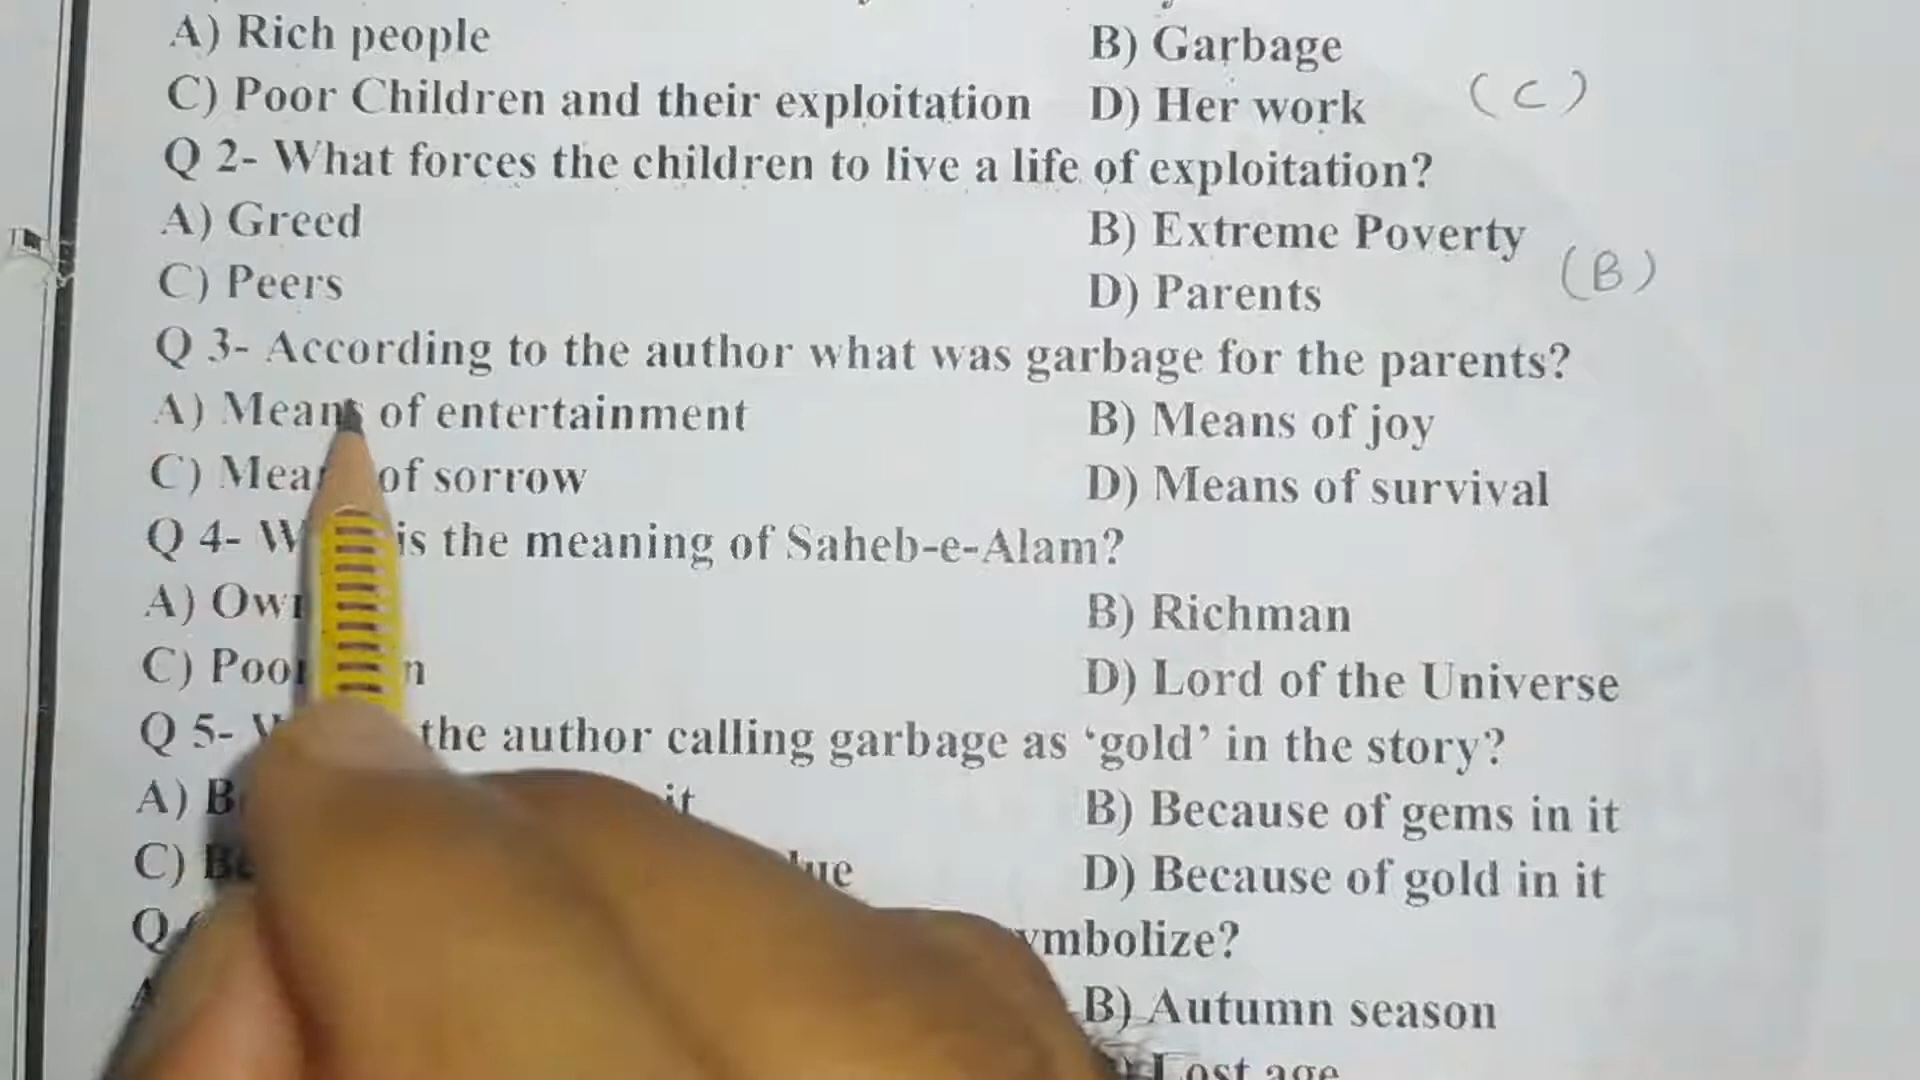 A) Rich people B) Garbage
C) Poor Children and their exploitation D) Her work (C)
Q 2- What forces the children to live a life of exploitation?
A) Greed B) Extreme Poverty
C) Peers D) Parents (B)
Q 3- According to the author what was garbage for the parents?
A) Means of entertainment B) Means of joy
C) of sorrow D) Means of survival
Q 4- is the meaning of Saheb-e-Alam?
A) B) Richman
C) D) Lord of the Universe
Q 5- the author calling garbage as ‘gold’ in the story?
A) it B) Because of gems in it
C) D) Because of gold in it
Q
B) Autumn season
Lost age